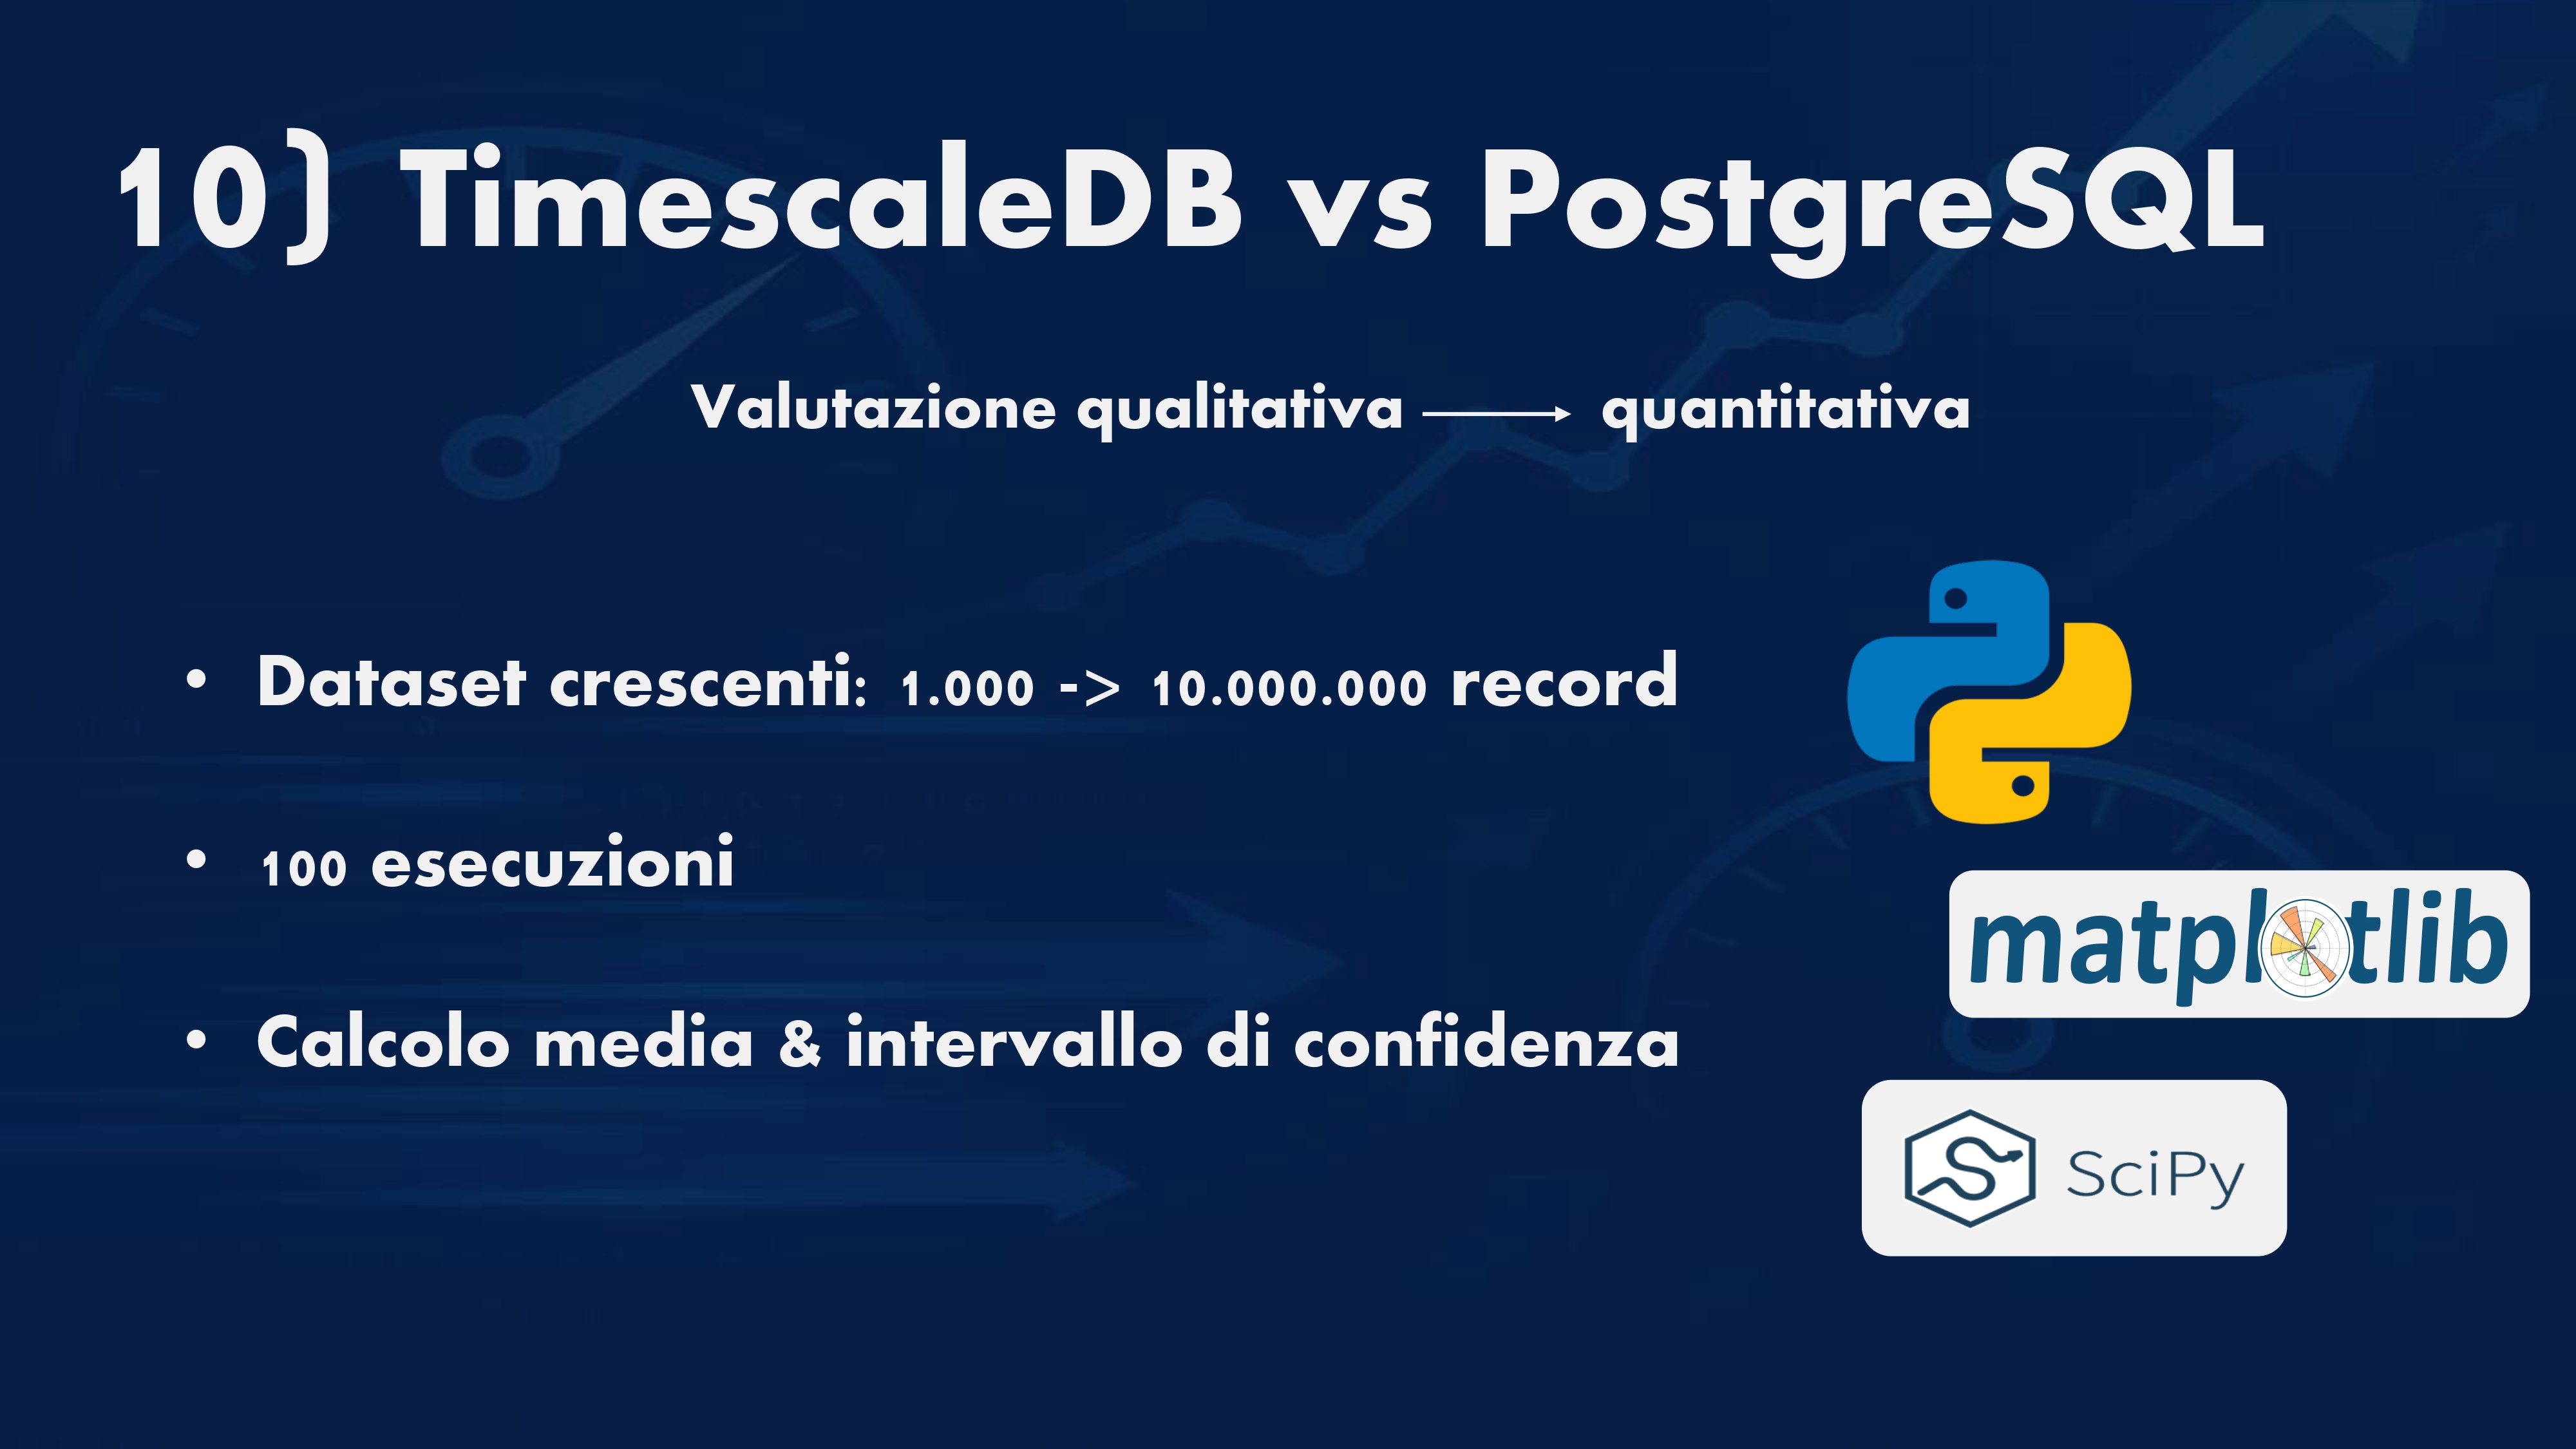 10) TimescaleDB vs PostgreSQL
Valutazione qualitativa ⟶ quantitativa
• Dataset crescenti: 1.000 -> 10.000.000 record
• 100 esecuzioni
• Calcolo media & intervallo di confidenza
matplotlib
SciPy